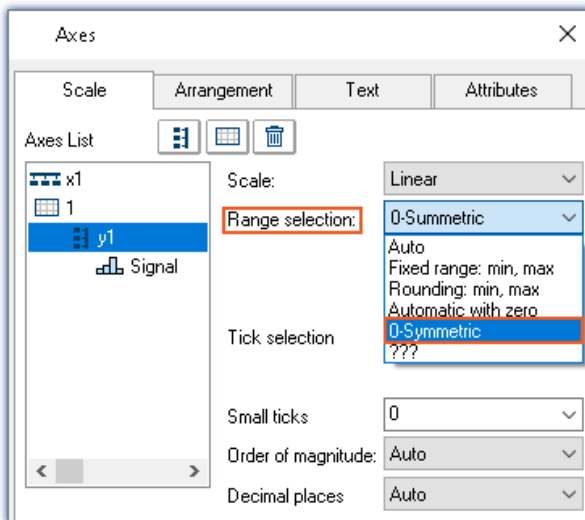 Axes
Scale
Arrangement
Text
Attributes
Axes List
x1
1
y1
Signal
Scale:
Linear
Range selection:
0-Summetric
Auto
Fixed range: min, max
Rounding: min, max
Automatic with zero
0-Symmetric
???
Tick selection
Small ticks
0
Order of magnitude:
Auto
Decimal places
Auto